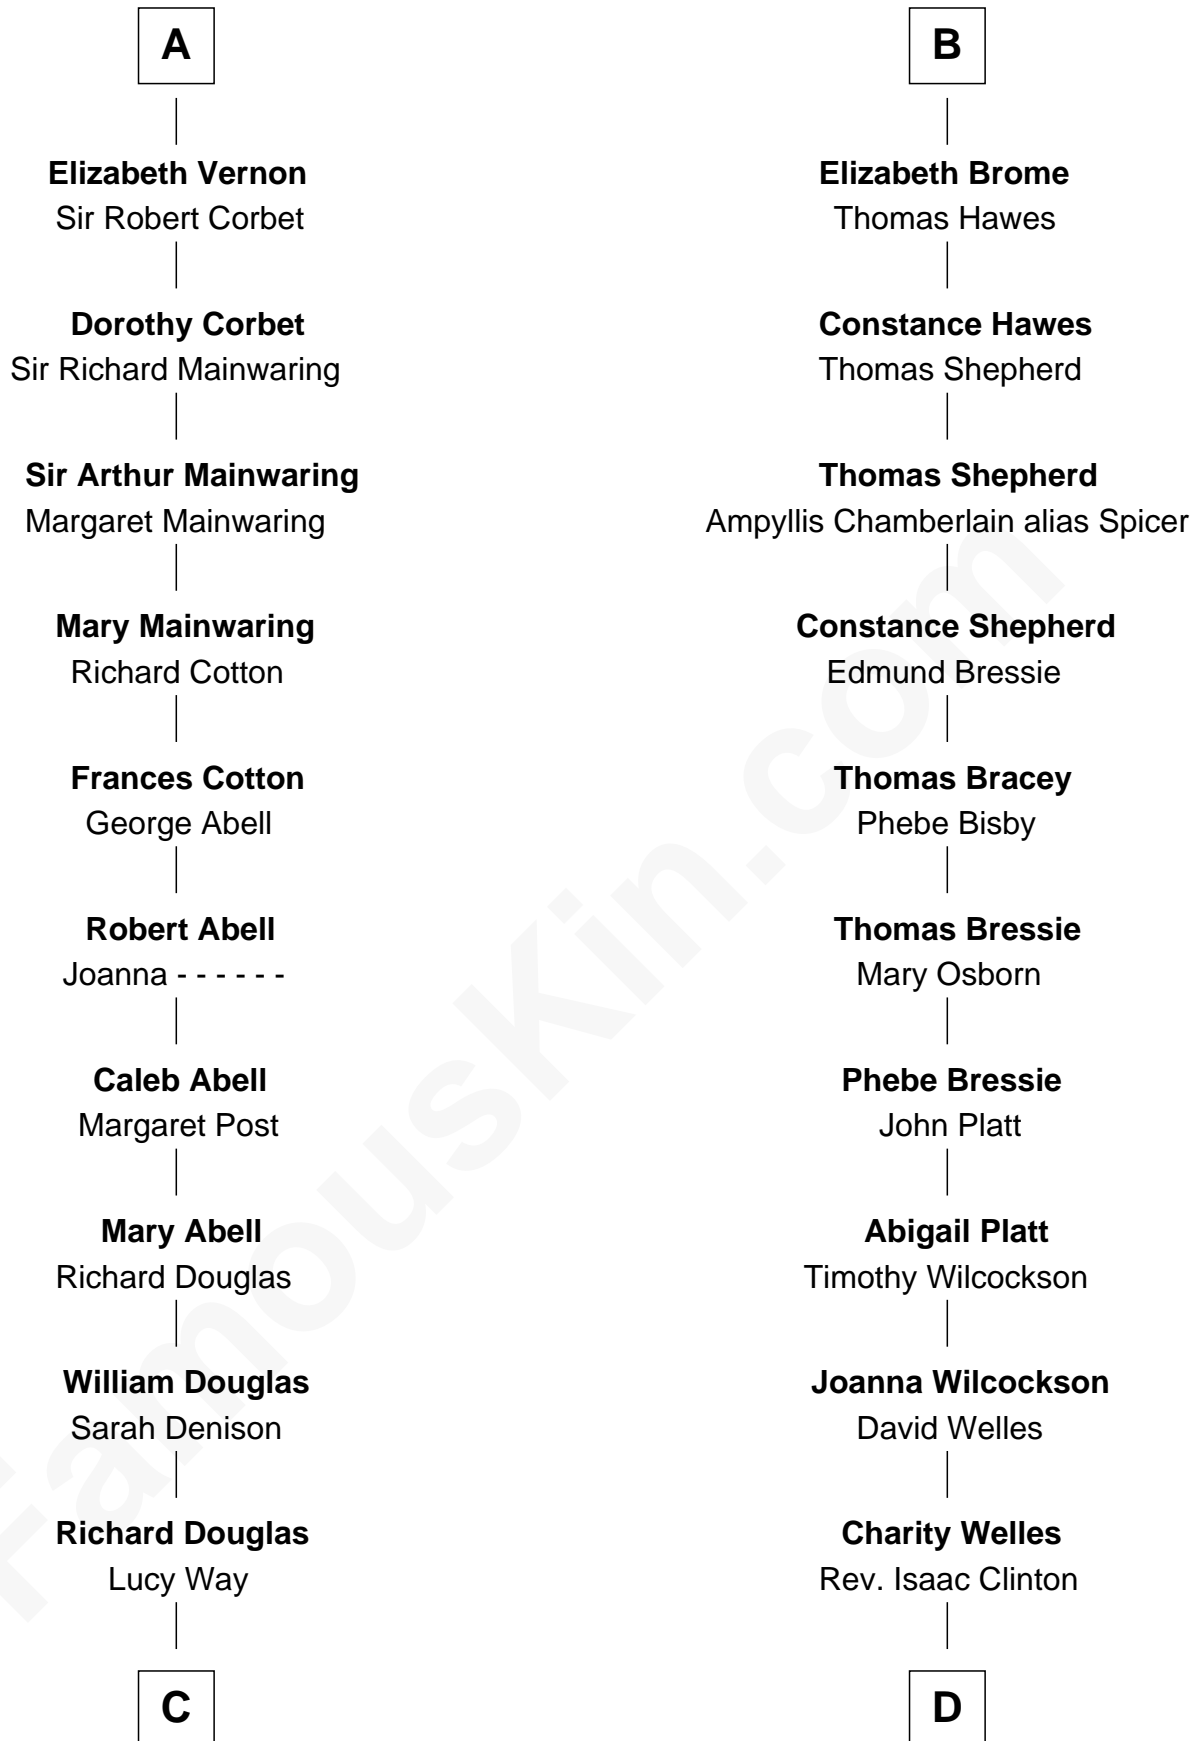 A
Elizabeth Vernon
Sir Robert Corbet
Dorothy Corbet
Sir Richard Mainwaring
Sir Arthur Mainwaring
Margaret Mainwaring
Mary Mainwaring
Richard Cotton
Frances Cotton
George Abell
Robert Abell
Joanna - - - - - -
Caleb Abell
Margaret Post
Mary Abell
Richard Douglas
William Douglas
Sarah Denison
Richard Douglas
Lucy Way
C
B
Elizabeth Brome
Thomas Hawes
Constance Hawes
Thomas Shepherd
Thomas Shepherd
Ampyllis Chamberlain alias Spicer
Constance Shepherd
Edmund Bressie
Thomas Bracey
Phebe Bisby
Thomas Bressie
Mary Osborn
Phebe Bressie
John Platt
Abigail Platt
Timothy Wilcockson
Joanna Wilcockson
David Welles
Charity Welles
Rev. Isaac Clinton
D
FamousKin.com